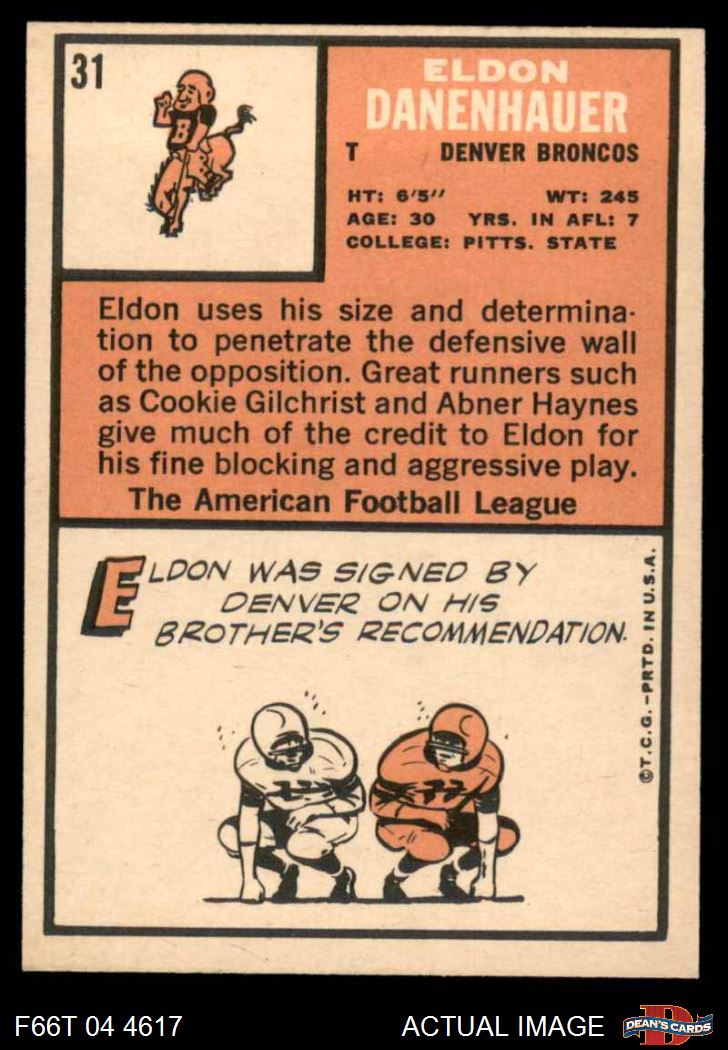 31
ELDON
DANENHAUER
T DENVER BRONCOS
HT: 6'5" WT: 245
AGE: 30 YRS. IN AFL: 7
COLLEGE: PITTS. STATE
B
Eldon uses his size and determina-
tion to penetrate the defensive wall
of the opposition. Great runners such
as Cookie Gilchrist and Abner Haynes
give much of the credit to Eldon for
his fine blocking and aggressive play.
The American Football League
ELDON WAS SIGNED BY
DENVER ON HIS
BROTHER'S RECOMMENDATION.
©T.C.G.-PRTD. IN U.S.A.
F66T 04 4617 ACTUAL IMAGE
D
DEAN'S CARDS